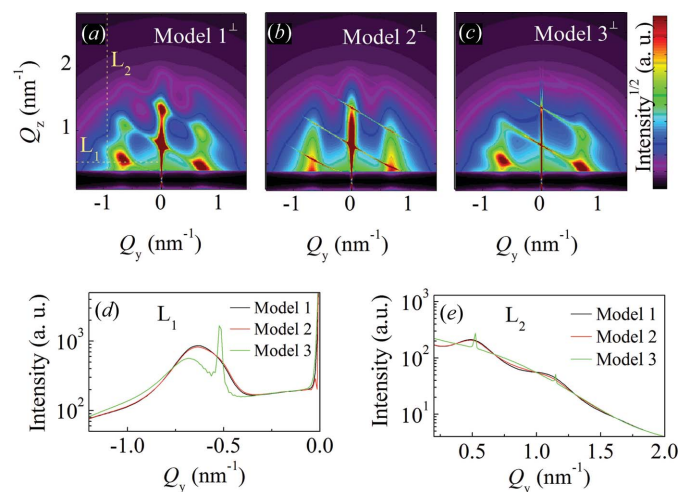 (a) Model 1⊥
(b) Model 2⊥
(c) Model 3⊥
L2
L1
2
1
Qz (nm-1)
-1 0 1
-1 0 1
-1 0 1
Qy (nm-1)
Qy (nm-1)
Qy (nm-1)
Intensity1/2 (a. u.)
(d) L1
Model 1
Model 2
Model 3
Intensity (a. u.)
103
102
-1.0 -0.5 0.0
Qy (nm-1)
(e) L2
Model 1
Model 2
Model 3
Intensity (a. u.)
103
102
101
0.5 1.0 1.5 2.0
Qy (nm-1)